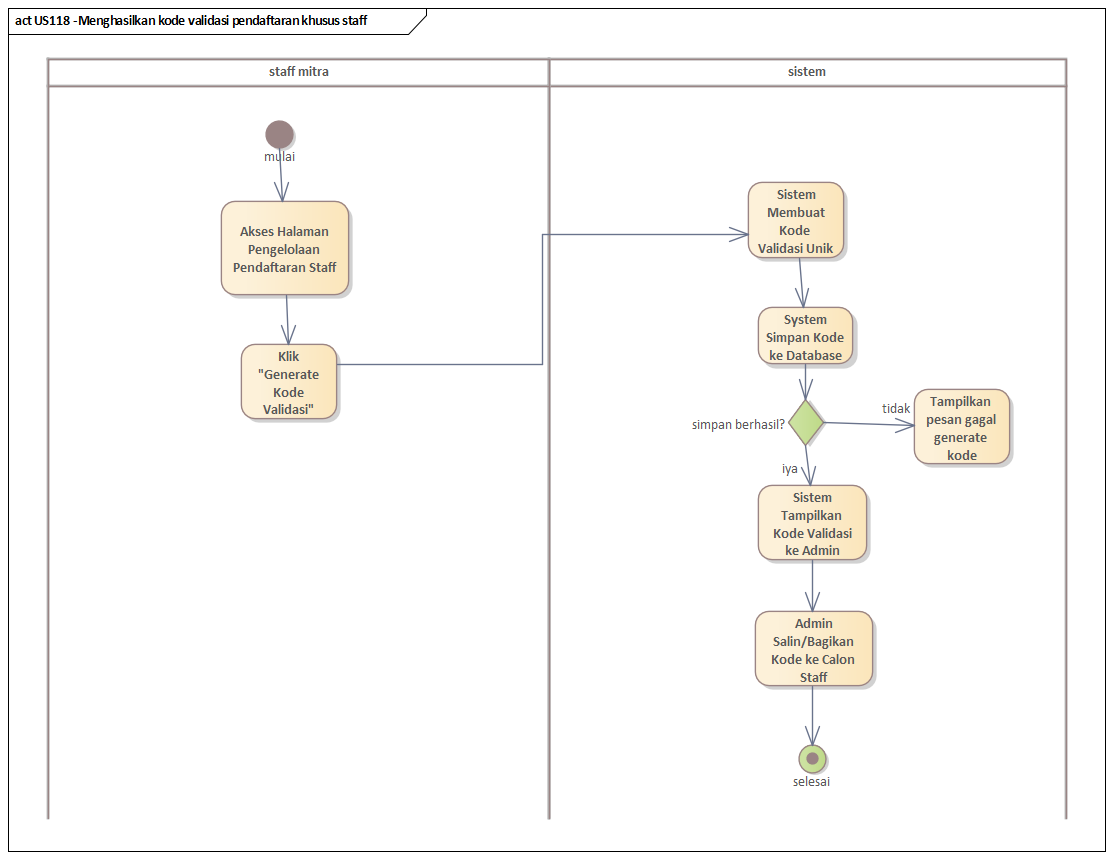 act US118 - Menghasilkan kode validasi pendaftaran khusus staff
staff mitra
sistem
mulai
Akses Halaman
Pengelolaan
Pendaftaran Staff
Klik
"Generate
Kode
Validasi"
Sistem
Membuat
Kode
Validasi Unik
System
Simpan Kode
ke Database
simpan berhasil?
tidak
Tampilkan
pesan gagal
generate
kode
iya
Sistem
Tampilkan
Kode Validasi
ke Admin
Admin
Salin/Bagikan
Kode ke Calon
Staff
selesai